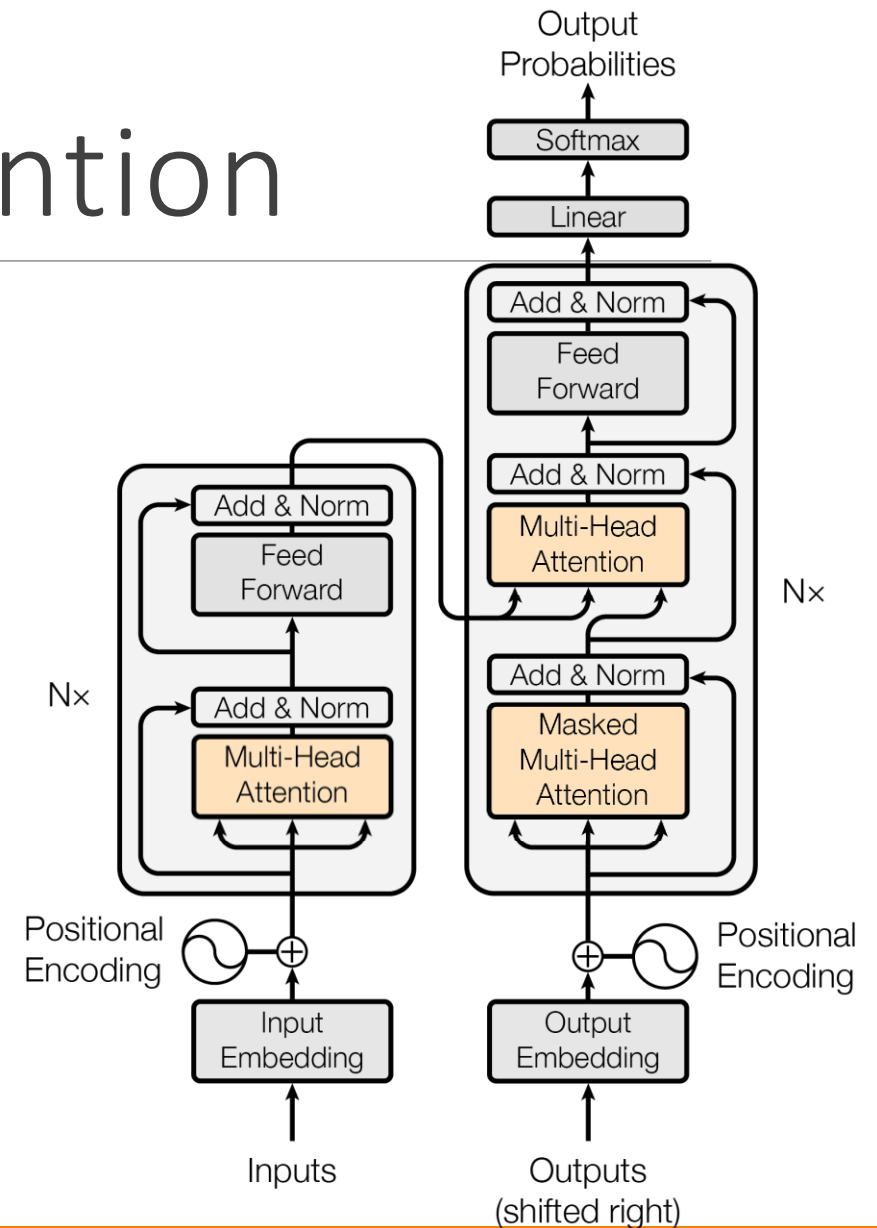 ntion
Output
Probabilities
Softmax
Linear
Add & Norm
Feed
Forward
Add & Norm
Multi-Head
Attention
Nx
Add & Norm
Masked
Multi-Head
Attention
Positional
Encoding
Output
Embedding
Outputs
(shifted right)
Add & Norm
Feed
Forward
Nx
Add & Norm
Multi-Head
Attention
Positional
Encoding
Input
Embedding
Inputs